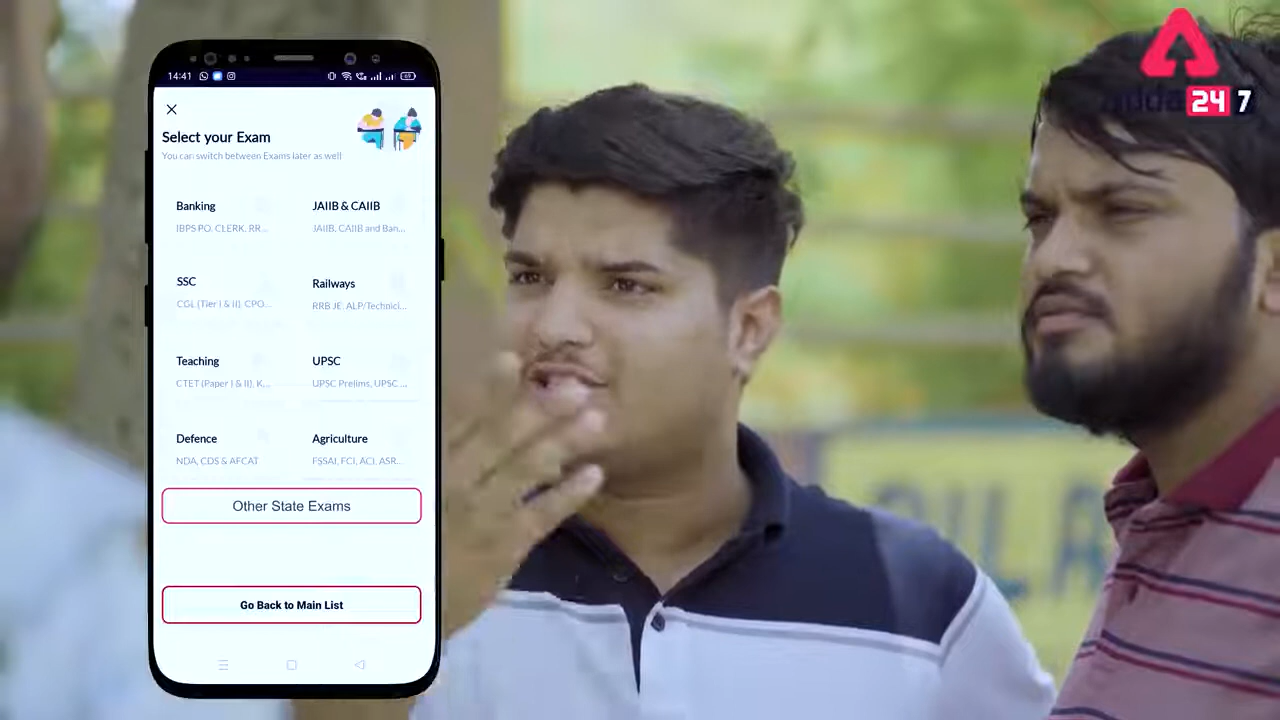 14:41
Select your Exam
You can switch between Exams later as well
Banking
IBPS PO, CLERK, RR...
JAIIB & CAIIB
JAIIB, CAIIB and Ban...
SSC
CGL (Tier I & II), CPO...
Railways
RRB JE, ALP/Technici...
Teaching
CTET (Paper I & II), K...
UPSC
UPSC Prelims, UPSC ...
Defence
NDA, CDS & AFCAT
Agriculture
FSSAI, FCI, ACI, ASR...
Other State Exams
Go Back to Main List
adda 24 7